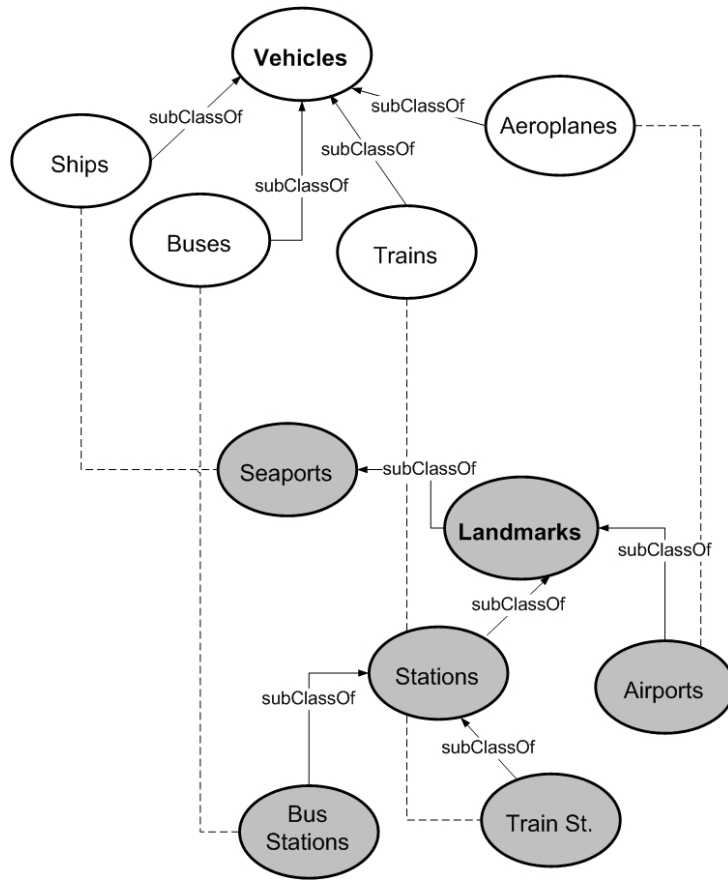 Vehicles
subClassOf
subClassOf
Aeroplanes
subClassOf
Ships
subClassOf
Buses
Trains
Seaports
subClassOf
Landmarks
subClassOf
subClassOf
Stations
Airports
subClassOf
subClassOf
Bus
Stations
Train St.